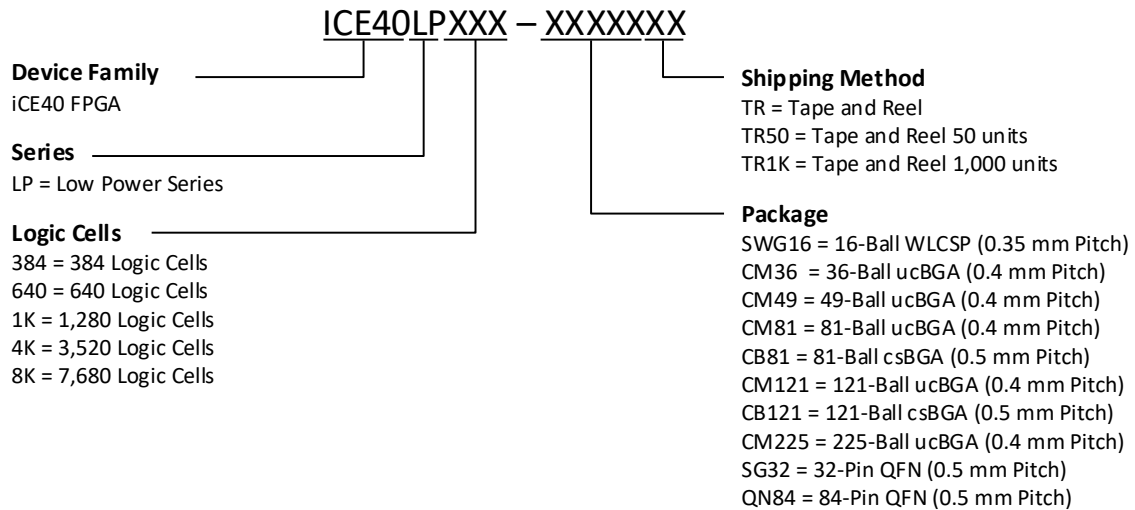 ICE40LPXXX – XXXXXXX
Device Family
iCE40 FPGA
Series
LP = Low Power Series
Logic Cells
384 = 384 Logic Cells
640 = 640 Logic Cells
1K = 1,280 Logic Cells
4K = 3,520 Logic Cells
8K = 7,680 Logic Cells
Shipping Method
TR = Tape and Reel
TR50 = Tape and Reel 50 units
TR1K = Tape and Reel 1,000 units
Package
SWG16 = 16-Ball WLCSP (0.35 mm Pitch)
CM36 = 36-Ball ucBGA (0.4 mm Pitch)
CM49 = 49-Ball ucBGA (0.4 mm Pitch)
CM81 = 81-Ball ucBGA (0.4 mm Pitch)
CB81 = 81-Ball csBGA (0.5 mm Pitch)
CM121 = 121-Ball ucBGA (0.4 mm Pitch)
CB121 = 121-Ball csBGA (0.5 mm Pitch)
CM225 = 225-Ball ucBGA (0.4 mm Pitch)
SG32 = 32-Pin QFN (0.5 mm Pitch)
QN84 = 84-Pin QFN (0.5 mm Pitch)